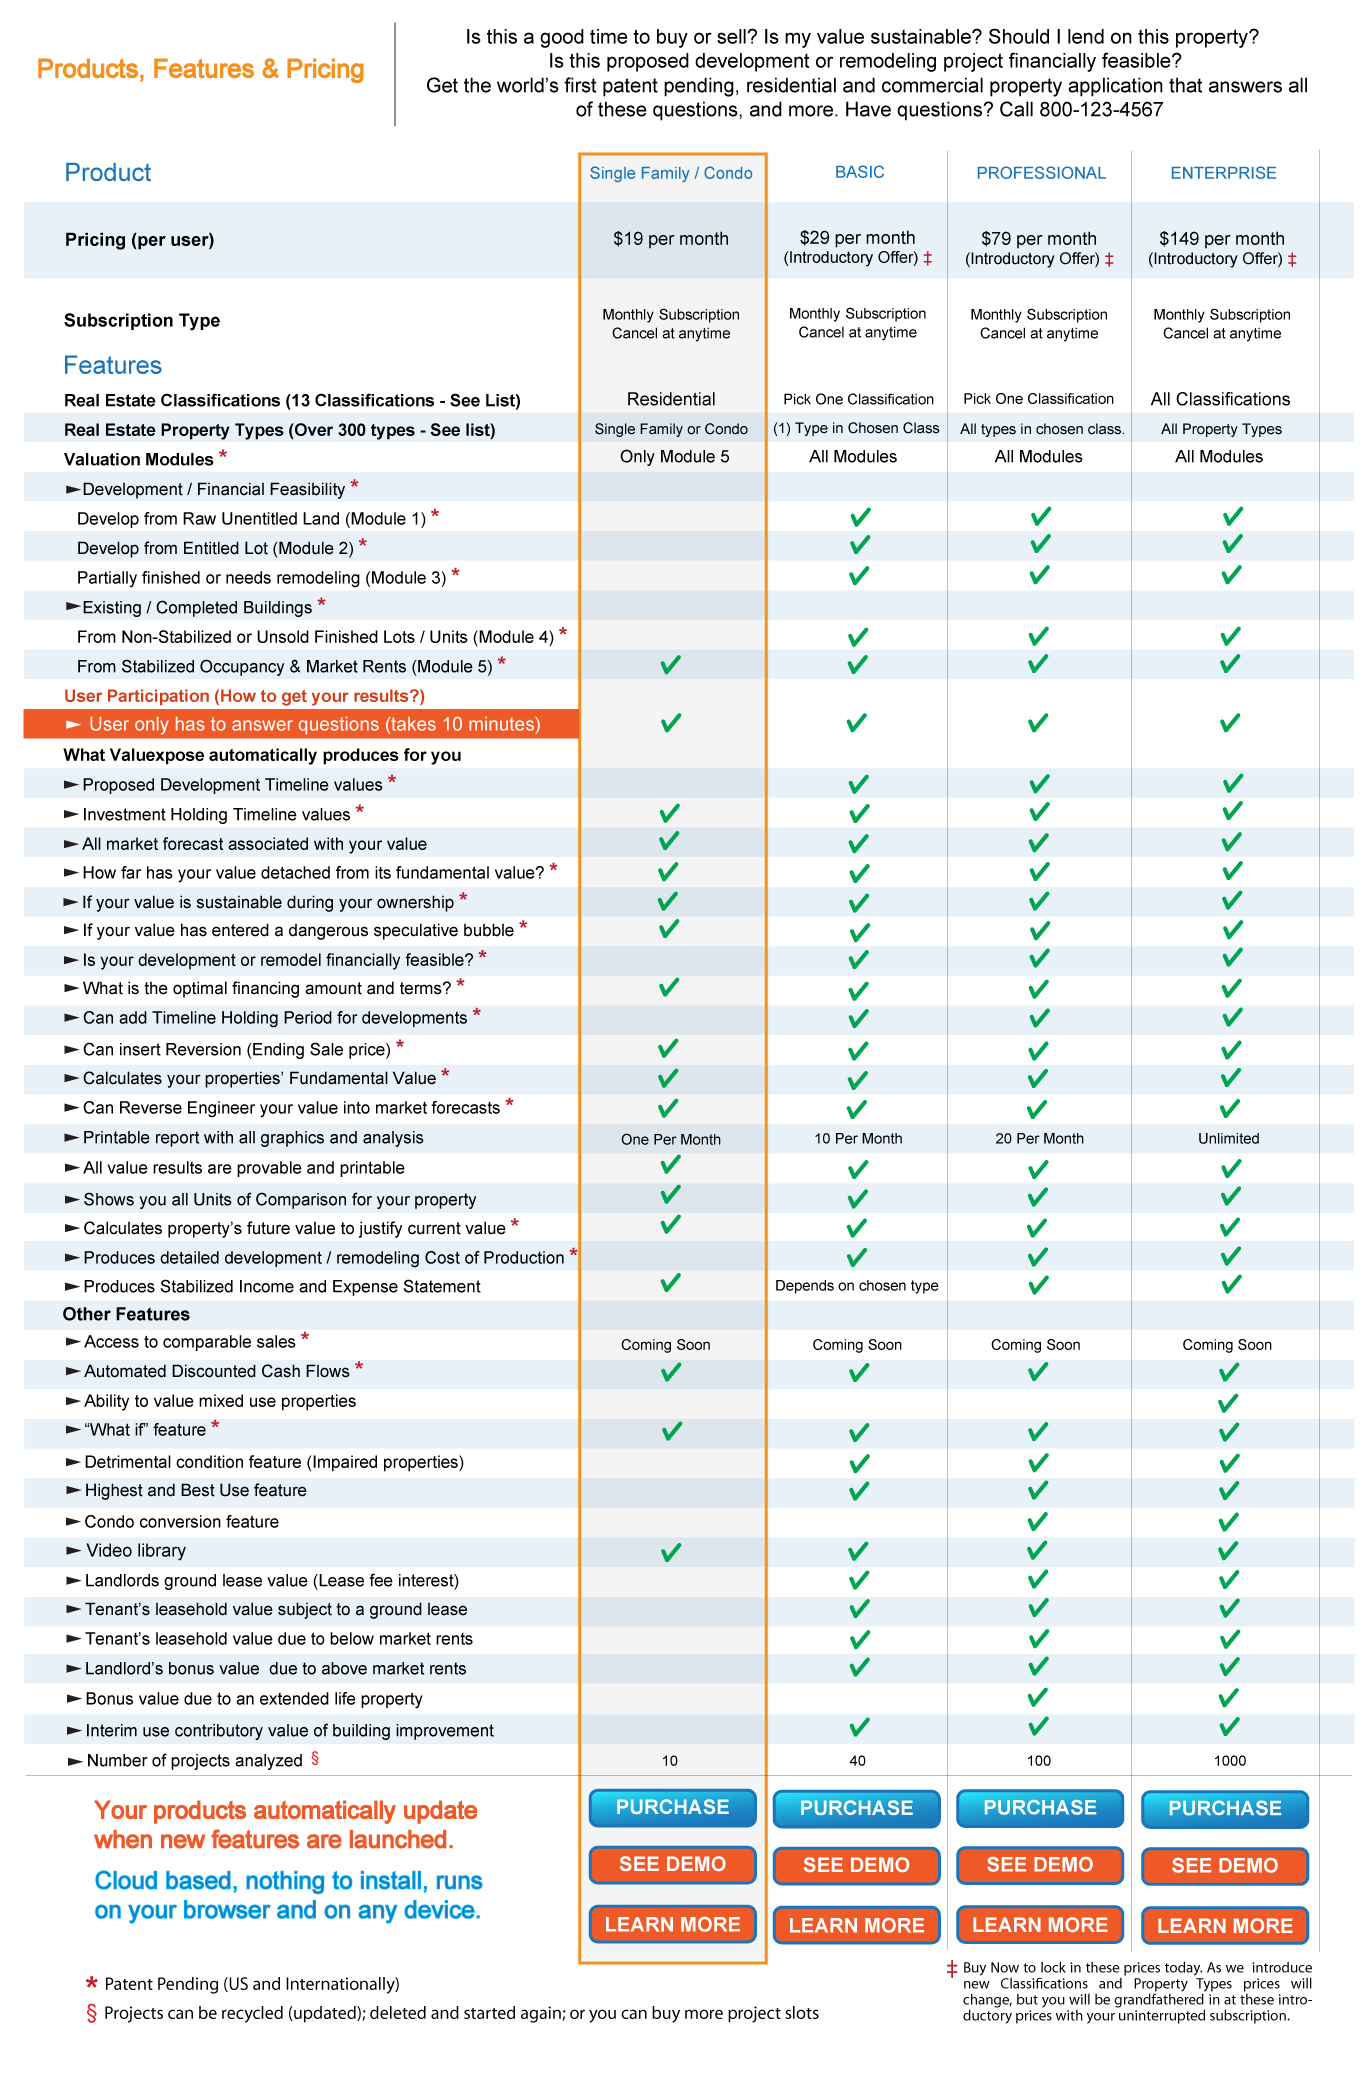 Products, Features & Pricing
Is this a good time to buy or sell? Is my value sustainable? Should I lend on this property?
Is this proposed development or remodeling project financially feasible?
Get the world's first patent pending, residential and commercial property application that answers all
of these questions, and more. Have questions? Call 800-123-4567
Product Single Family / Condo BASIC PROFESSIONAL ENTERPRISE
Pricing (per user) $19 per month $29 per month $79 per month $149 per month
(Introductory Offer) ‡ (Introductory Offer) ‡ (Introductory Offer) ‡
Subscription Type Monthly Subscription Monthly Subscription Monthly Subscription Monthly Subscription
Cancel at anytime Cancel at anytime Cancel at anytime Cancel at anytime
Features
Real Estate Classifications (13 Classifications - See List) Residential Pick One Classification Pick One Classification All Classifications
Real Estate Property Types (Over 300 types - See list) Single Family or Condo (1) Type in Chosen Class All types in chosen class. All Property Types
Valuation Modules * Only Module 5 All Modules All Modules All Modules
►Development / Financial Feasibility *
Develop from Raw Unentitled Land (Module 1) * ✓ ✓ ✓
Develop from Entitled Lot (Module 2) * ✓ ✓ ✓
Partially finished or needs remodeling (Module 3) * ✓ ✓ ✓
►Existing / Completed Buildings *
From Non-Stabilized or Unsold Finished Lots / Units (Module 4) * ✓ ✓ ✓
From Stabilized Occupancy & Market Rents (Module 5) * ✓ ✓ ✓ ✓
User Participation (How to get your results?)
► User only has to answer questions (takes 10 minutes) ✓ ✓ ✓ ✓
What Valuexpose automatically produces for you
► Proposed Development Timeline values * ✓ ✓ ✓
► Investment Holding Timeline values * ✓ ✓ ✓ ✓
► All market forecast associated with your value ✓ ✓ ✓ ✓
► How far has your value detached from its fundamental value? * ✓ ✓ ✓ ✓
► If your value is sustainable during your ownership * ✓ ✓ ✓ ✓
► If your value has entered a dangerous speculative bubble * ✓ ✓ ✓ ✓
► Is your development or remodel financially feasible? * ✓ ✓ ✓
► What is the optimal financing amount and terms? * ✓ ✓ ✓ ✓
► Can add Timeline Holding Period for developments * ✓ ✓ ✓
► Can insert Reversion (Ending Sale price) * ✓ ✓ ✓ ✓
► Calculates your properties' Fundamental Value * ✓ ✓ ✓ ✓
► Can Reverse Engineer your value into market forecasts * ✓ ✓ ✓ ✓
► Printable report with all graphics and analysis One Per Month 10 Per Month 20 Per Month Unlimited
► All value results are provable and printable ✓ ✓ ✓ ✓
► Shows you all Units of Comparison for your property ✓ ✓ ✓ ✓
► Calculates property's future value to justify current value * ✓ ✓ ✓ ✓
► Produces detailed development / remodeling Cost of Production * ✓ ✓ ✓
► Produces Stabilized Income and Expense Statement ✓ Depends on chosen type ✓ ✓
Other Features
► Access to comparable sales * Coming Soon Coming Soon Coming Soon Coming Soon
► Automated Discounted Cash Flows * ✓ ✓ ✓ ✓
► Ability to value mixed use properties ✓
► “What if” feature * ✓ ✓ ✓ ✓
► Detrimental condition feature (Impaired properties) ✓ ✓ ✓
► Highest and Best Use feature ✓ ✓ ✓
► Condo conversion feature ✓ ✓
► Video library ✓ ✓ ✓ ✓
► Landlords ground lease value (Lease fee interest) ✓ ✓ ✓
► Tenant's leasehold value subject to a ground lease ✓ ✓ ✓
► Tenant's leasehold value due to below market rents ✓ ✓ ✓
► Landlord's bonus value due to above market rents ✓ ✓ ✓
► Bonus value due to an extended life property ✓ ✓
► Interim use contributory value of building improvement ✓ ✓ ✓
► Number of projects analyzed § 10 40 100 1000
Your products automatically update
when new features are launched.
Cloud based, nothing to install, runs
on your browser and on any device.
PURCHASE PURCHASE PURCHASE PURCHASE
SEE DEMO SEE DEMO SEE DEMO SEE DEMO
LEARN MORE LEARN MORE LEARN MORE LEARN MORE
* Patent Pending (US and Internationally)
§ Projects can be recycled (updated); deleted and started again; or you can buy more project slots
‡ Buy Now to lock in these prices today. As we introduce
new Classifications and Property Types prices will
change, but you will be grandfathered in at these intro-
ductory prices with your uninterrupted subscription.